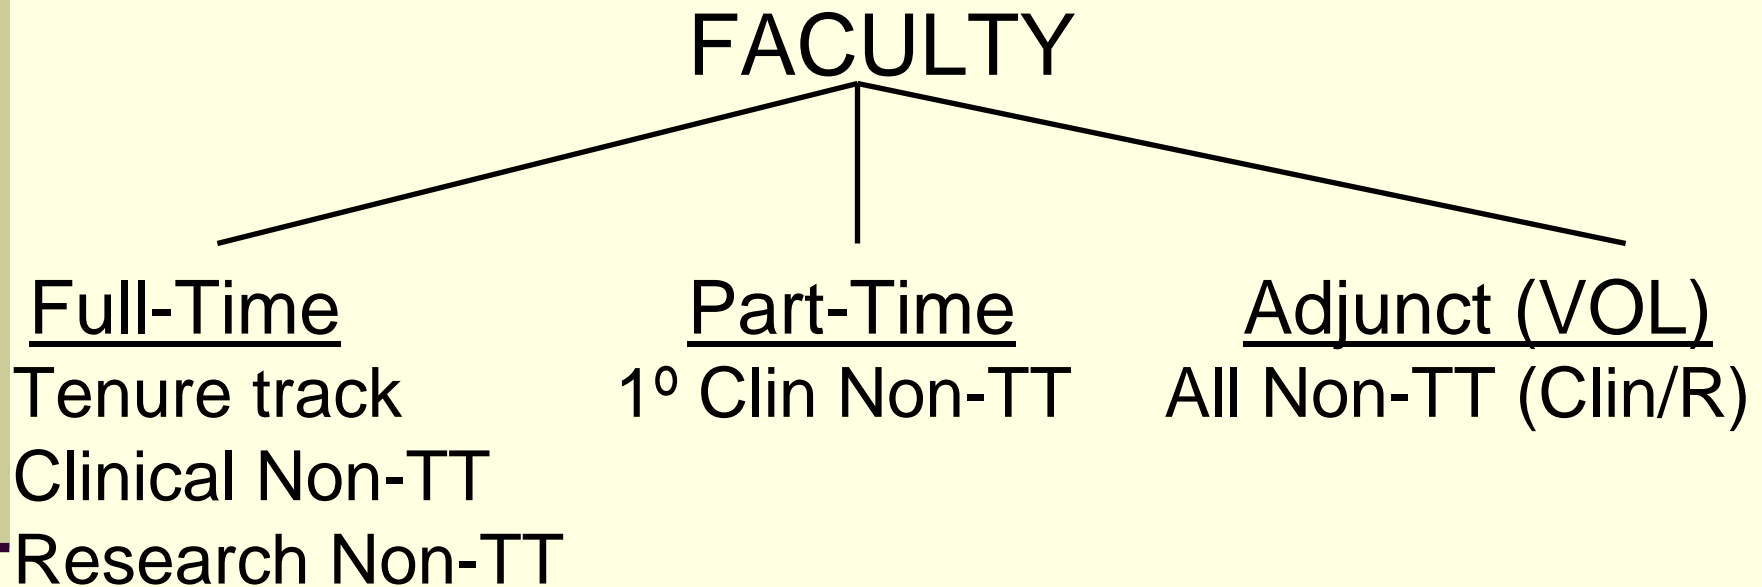 FACULTY
Full-Time Part-Time Adjunct (VOL)
Tenure track 1º Clin Non-TT All Non-TT (Clin/R)
Clinical Non-TT
Research Non-TT